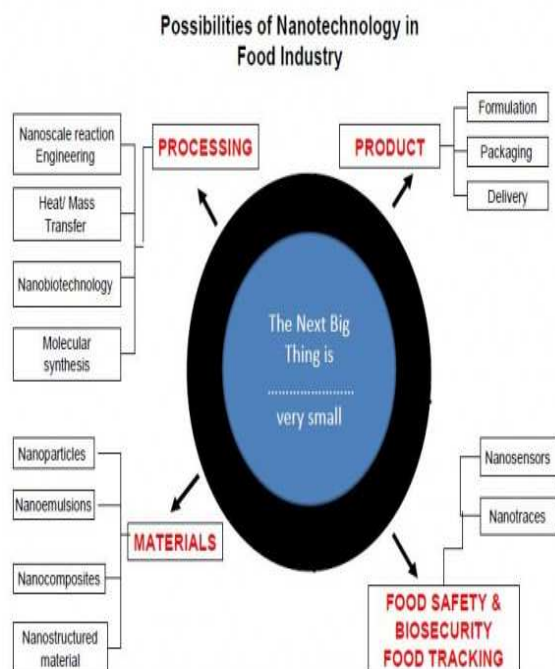 Possibilities of Nanotechnology in
Food Industry
Nanoscale reaction
Engineering
Heat/ Mass
Transfer
Nanobiotechnology
Molecular
synthesis
PROCESSING
PRODUCT
Formulation
Packaging
Delivery
The Next Big
Thing is
........................
very small
Nanoparticles
Nanoemulsions
Nanocomposites
Nanostructured
material
MATERIALS
Nanosensors
Nanotraces
FOOD SAFETY &
BIOSECURITY
FOOD TRACKING